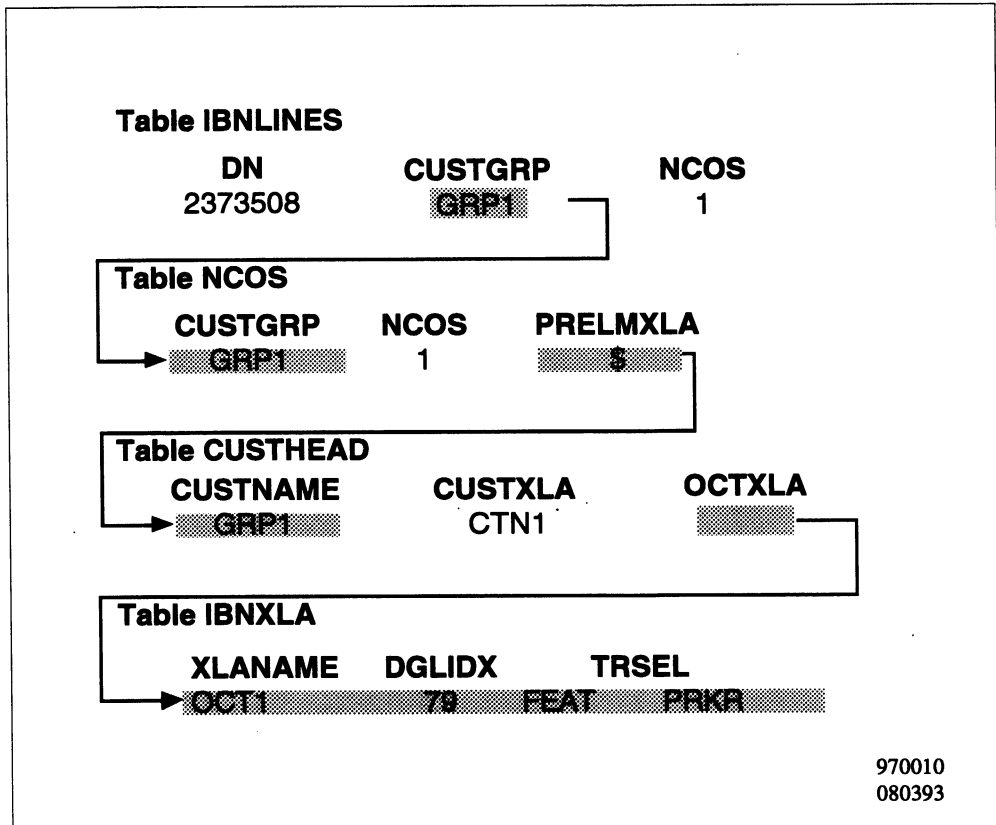 Table IBNLINES
DN CUSTGRP NCOS
2373508 GRP1 1
Table NCOS
CUSTGRP NCOS PRELMXLA
GRP1 1 $
Table CUSTHEAD
CUSTNAME CUSTXLA OCTXLA
GRP1 CTN1
Table IBNXLA
XLANAME DGLIDX TRSEL
OCT1 79 FEAT PRKR
970010
080393